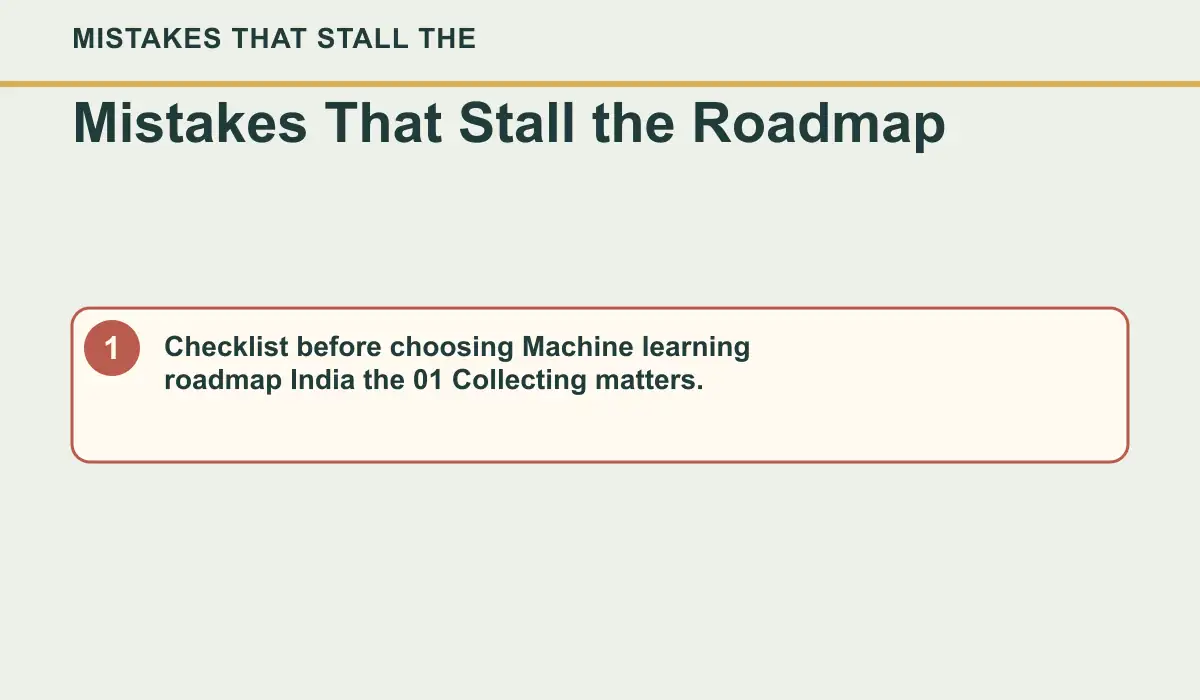 MISTAKES THAT STALL THE
Mistakes That Stall the Roadmap
1
Checklist before choosing Machine learning
roadmap India the 01 Collecting matters.